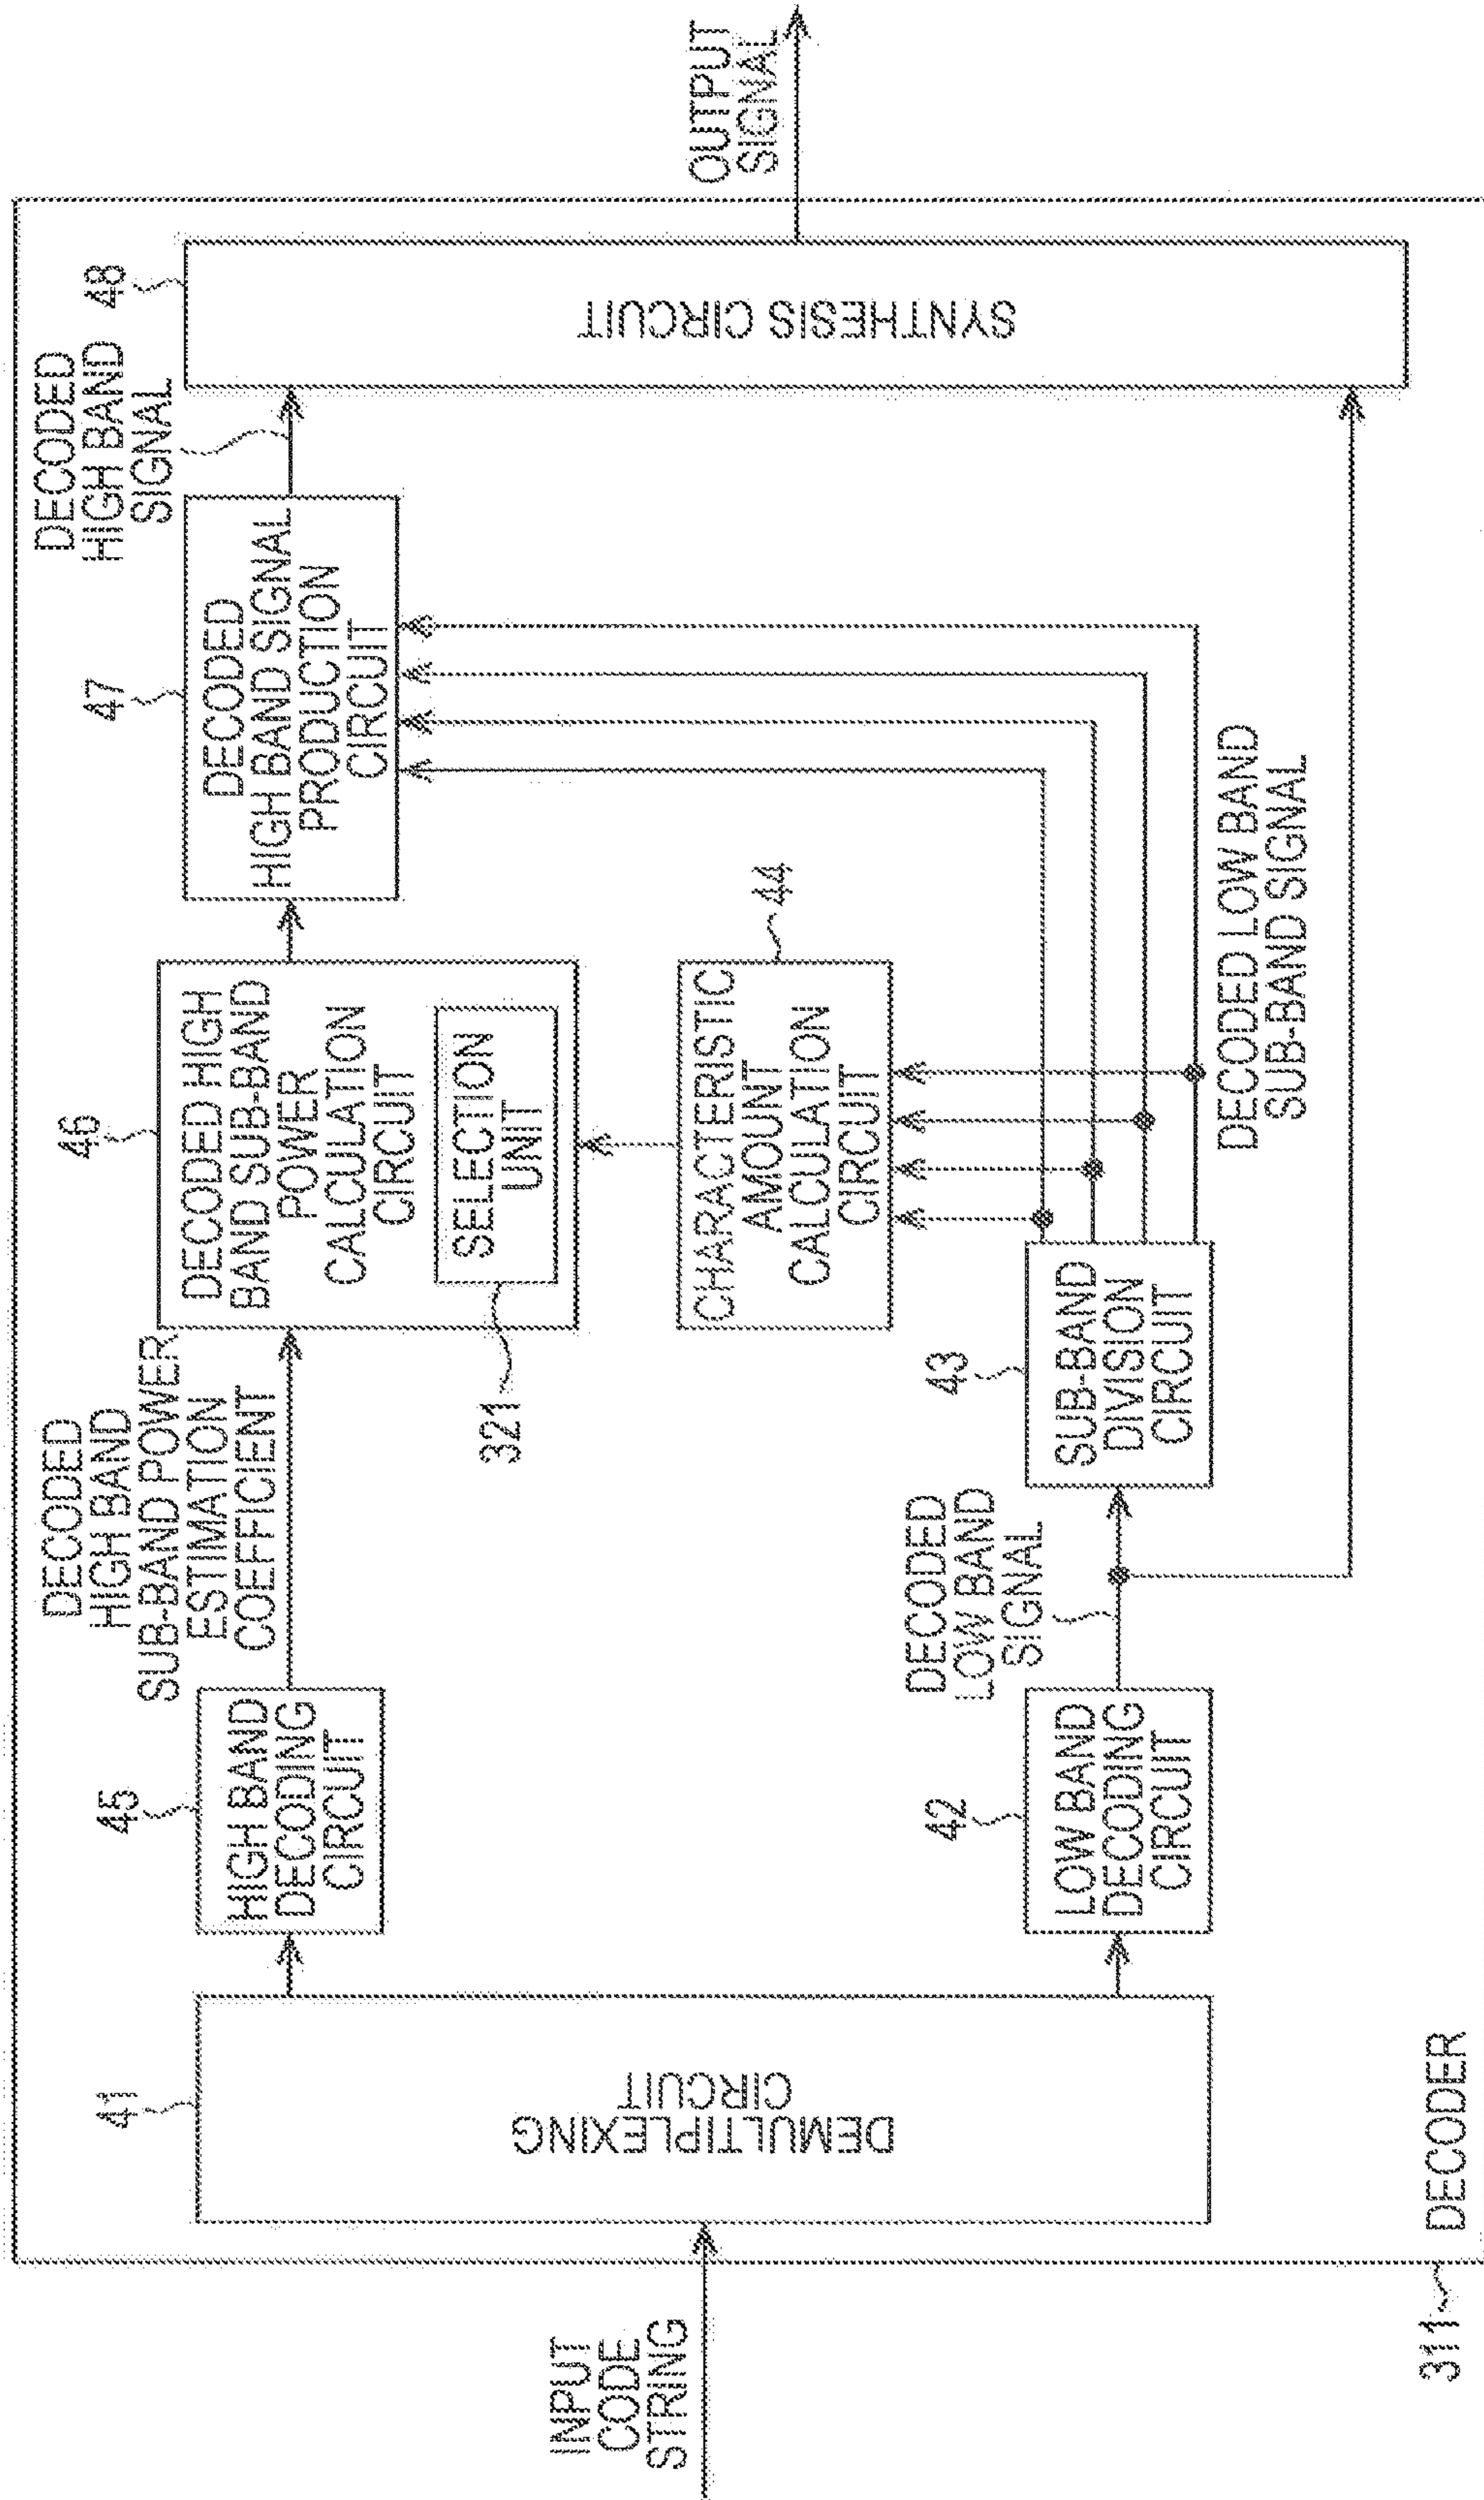 INPUT
CODE
STRING
311
DECODER
41
DEMULTIPLEXING
CIRCUIT
45
HIGH BAND
DECODING
CIRCUIT
42
LOW BAND
DECODING
CIRCUIT
DECODED
HIGH BAND
SUB-BAND POWER
ESTIMATION
COEFFICIENT
DECODED
LOW BAND
SIGNAL
43
SUB-BAND
DIVISION
CIRCUIT
46
DECODED HIGH
BAND SUB-BAND
POWER
CALCULATION
CIRCUIT
SELECTION
UNIT
321
44
CHARACTERISTIC
AMOUNT
CALCULATION
CIRCUIT
DECODED LOW BAND
SUB-BAND SIGNAL
47
DECODED
HIGH BAND SIGNAL
PRODUCTION
CIRCUIT
DECODED
HIGH BAND
SIGNAL
48
SYNTHESIS CIRCUIT
OUTPUT
SIGNAL